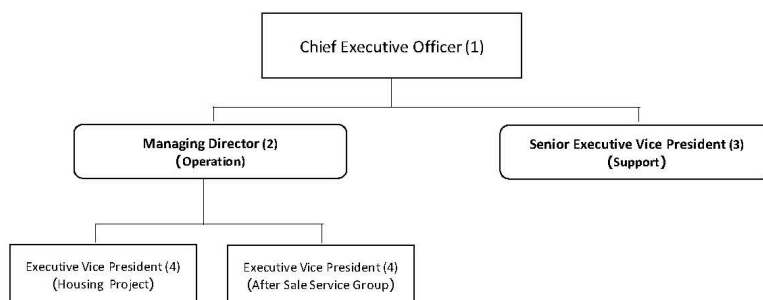 Chief Executive Officer (1)
Managing Director (2)
(Operation)
Senior Executive Vice President (3)
(Support)
Executive Vice President (4)
(Housing Project)
Executive Vice President (4)
(After Sale Service Group)